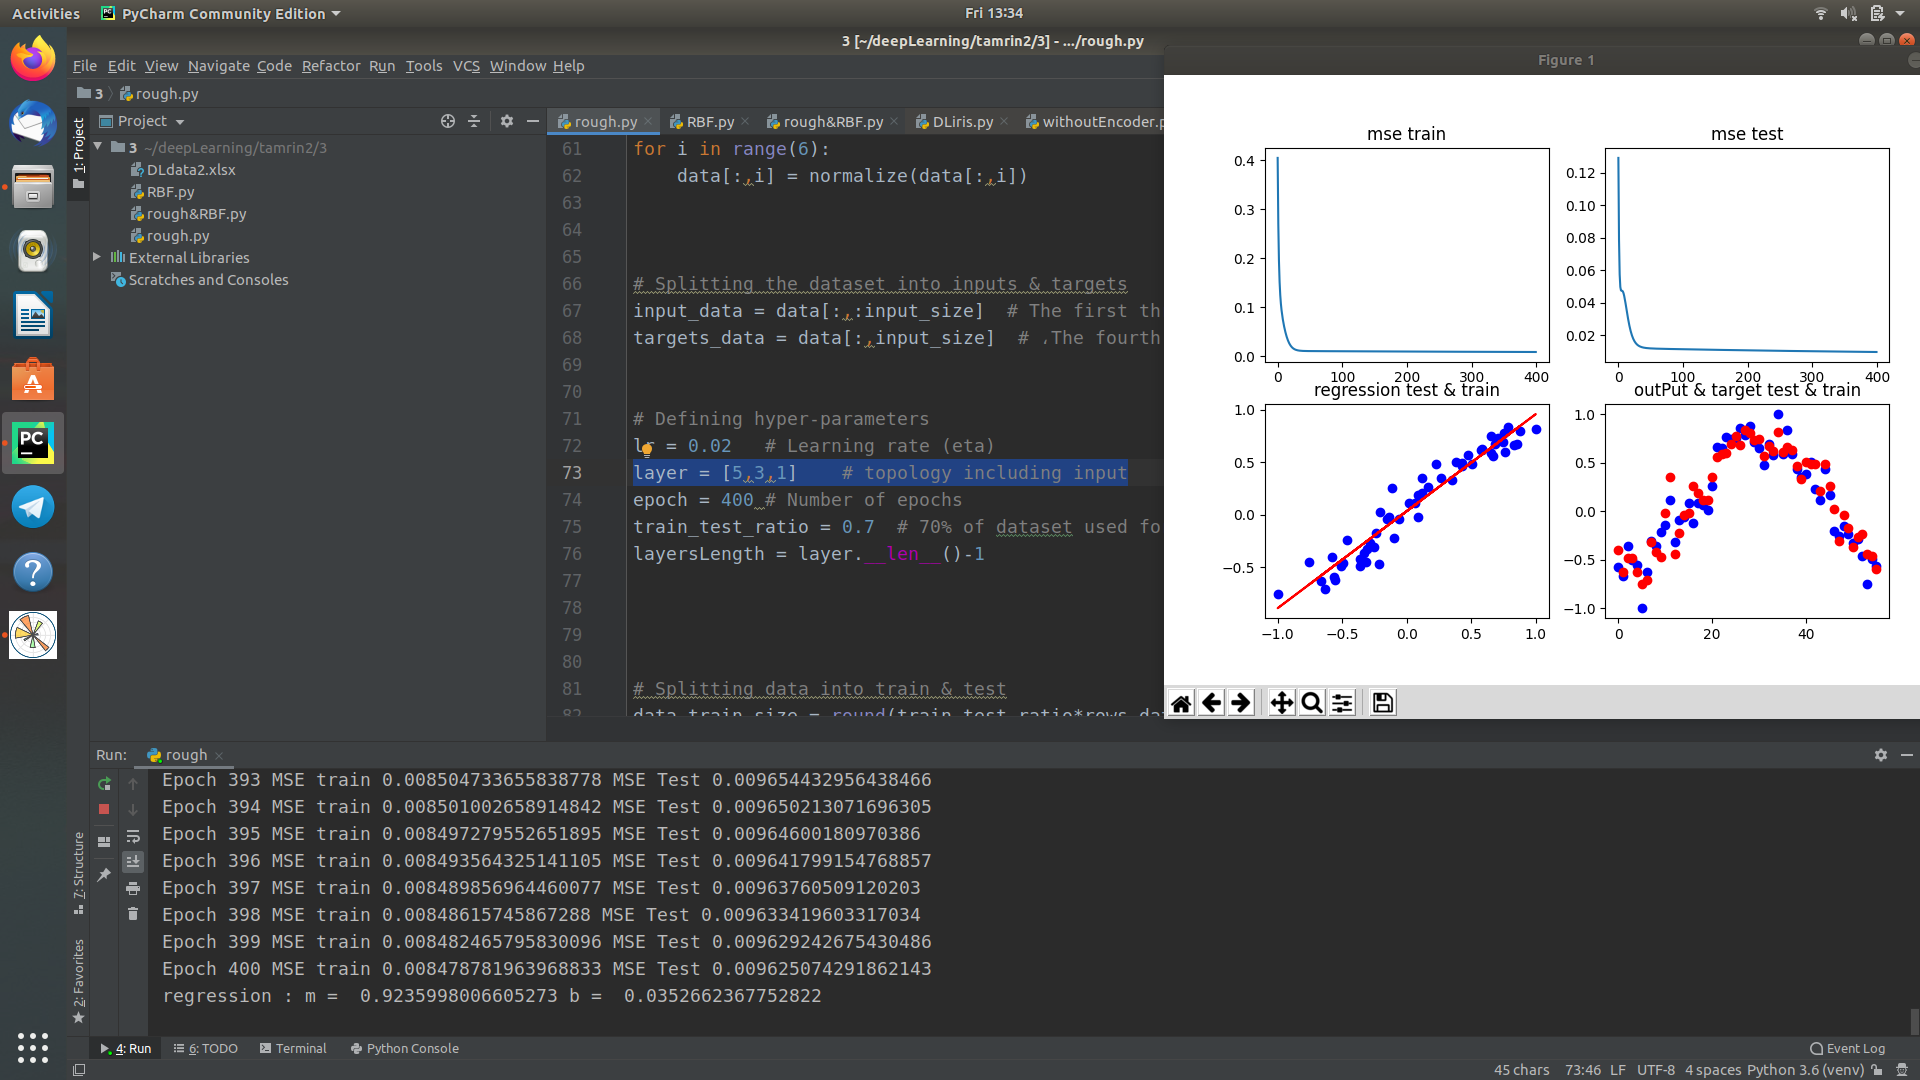 Activities
PyCharm Community Edition
Fri 13:34
3 [~/deepLearning/tamrin2/3] - .../rough.py
File Edit View Navigate Code Refactor Run Tools VCS Window Help
3 rough.py
1: Project
Project
3 ~/deepLearning/tamrin2/3
DLdata2.xlsx
RBF.py
rough&RBF.py
rough.py
External Libraries
Scratches and Consoles
rough.py RBF.py rough&RBF.py DLiris.py withoutEncoder.p
61 for i in range(6):
62 data[:,i] = normalize(data[:,i])
63
64
65
66 # Splitting the dataset into inputs & targets
67 input_data = data[:,:input_size] # The first th
68 targets_data = data[:,input_size] # ،The fourth
69
70
71 # Defining hyper-parameters
72 lr = 0.02 # Learning rate (eta)
73 layer = [5,3,1] # topology including input
74 epoch = 400 # Number of epochs
75 train_test_ratio = 0.7 # 70% of dataset used fo
76 layersLength = layer.__len__()-1
77
78
79
80
81 # Splitting data into train & test
82 data_train_size = round(train_test_ratio*rows_da
Figure 1
mse train
0.4
0.3
0.2
0.1
0.0
0 100 200 300 400
mse test
0.12
0.10
0.08
0.06
0.04
0.02
0 100 200 300 400
regression test & train
1.0
0.5
0.0
−0.5
−1.0 −0.5 0.0 0.5 1.0
outPut & target test & train
1.0
0.5
0.0
−0.5
−1.0
0 20 40
Run: rough
Epoch 393 MSE train 0.008504733655838778 MSE Test 0.009654432956438466
Epoch 394 MSE train 0.008501002658914842 MSE Test 0.009650213071696305
Epoch 395 MSE train 0.008497279552651895 MSE Test 0.00964600180970386
Epoch 396 MSE train 0.008493564325141105 MSE Test 0.009641799154768857
Epoch 397 MSE train 0.008489856964460077 MSE Test 0.00963760509120203
Epoch 398 MSE train 0.00848615745867288 MSE Test 0.009633419603317034
Epoch 399 MSE train 0.008482465795830096 MSE Test 0.009629242675430486
Epoch 400 MSE train 0.008478781963968833 MSE Test 0.009625074291862143
regression : m =  0.9235998006605273 b =  0.0352662367752822
7: Structure
2: Favorites
4: Run 6: TODO Terminal Python Console
Event Log
45 chars 73:46 LF UTF-8 4 spaces Python 3.6 (venv)
PC